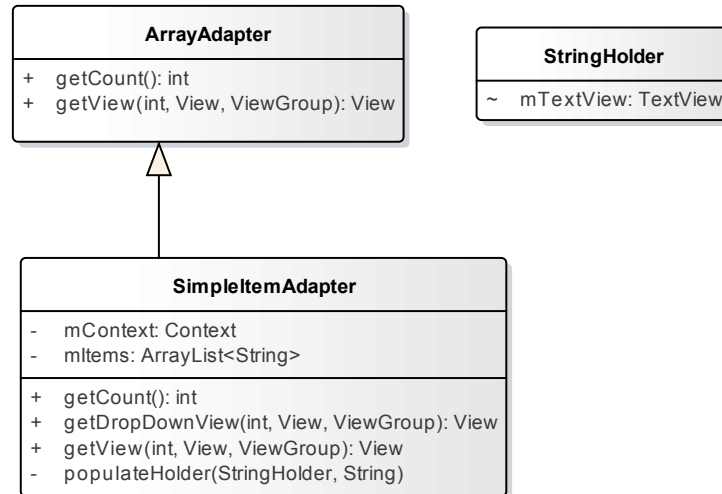 ArrayAdapter
+ getCount(): int
+ getView(int, View, ViewGroup): View
StringHolder
~ mTextView: TextView
SimpleItemAdapter
- mContext: Context
- mItems: ArrayList<String>
+ getCount(): int
+ getDropDownView(int, View, ViewGroup): View
+ getView(int, View, ViewGroup): View
- populateHolder(StringHolder, String)